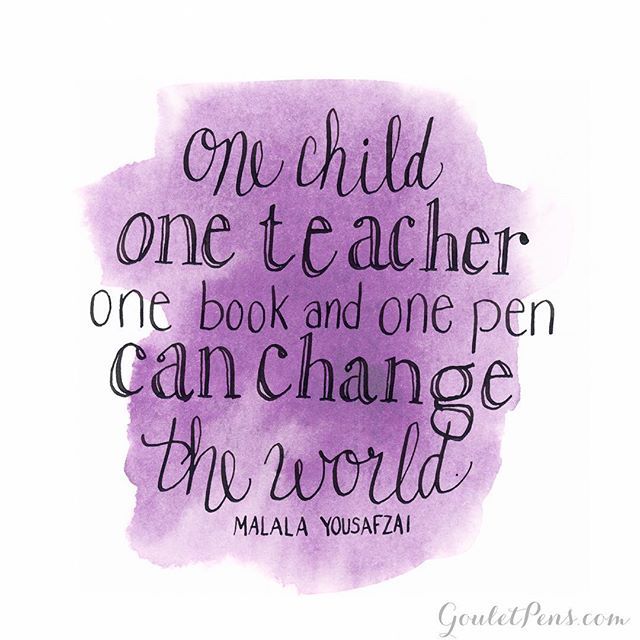 one child
one teacher
one book and one pen
can change
the world.
MALALA YOUSAFZAI
GouletPens.com